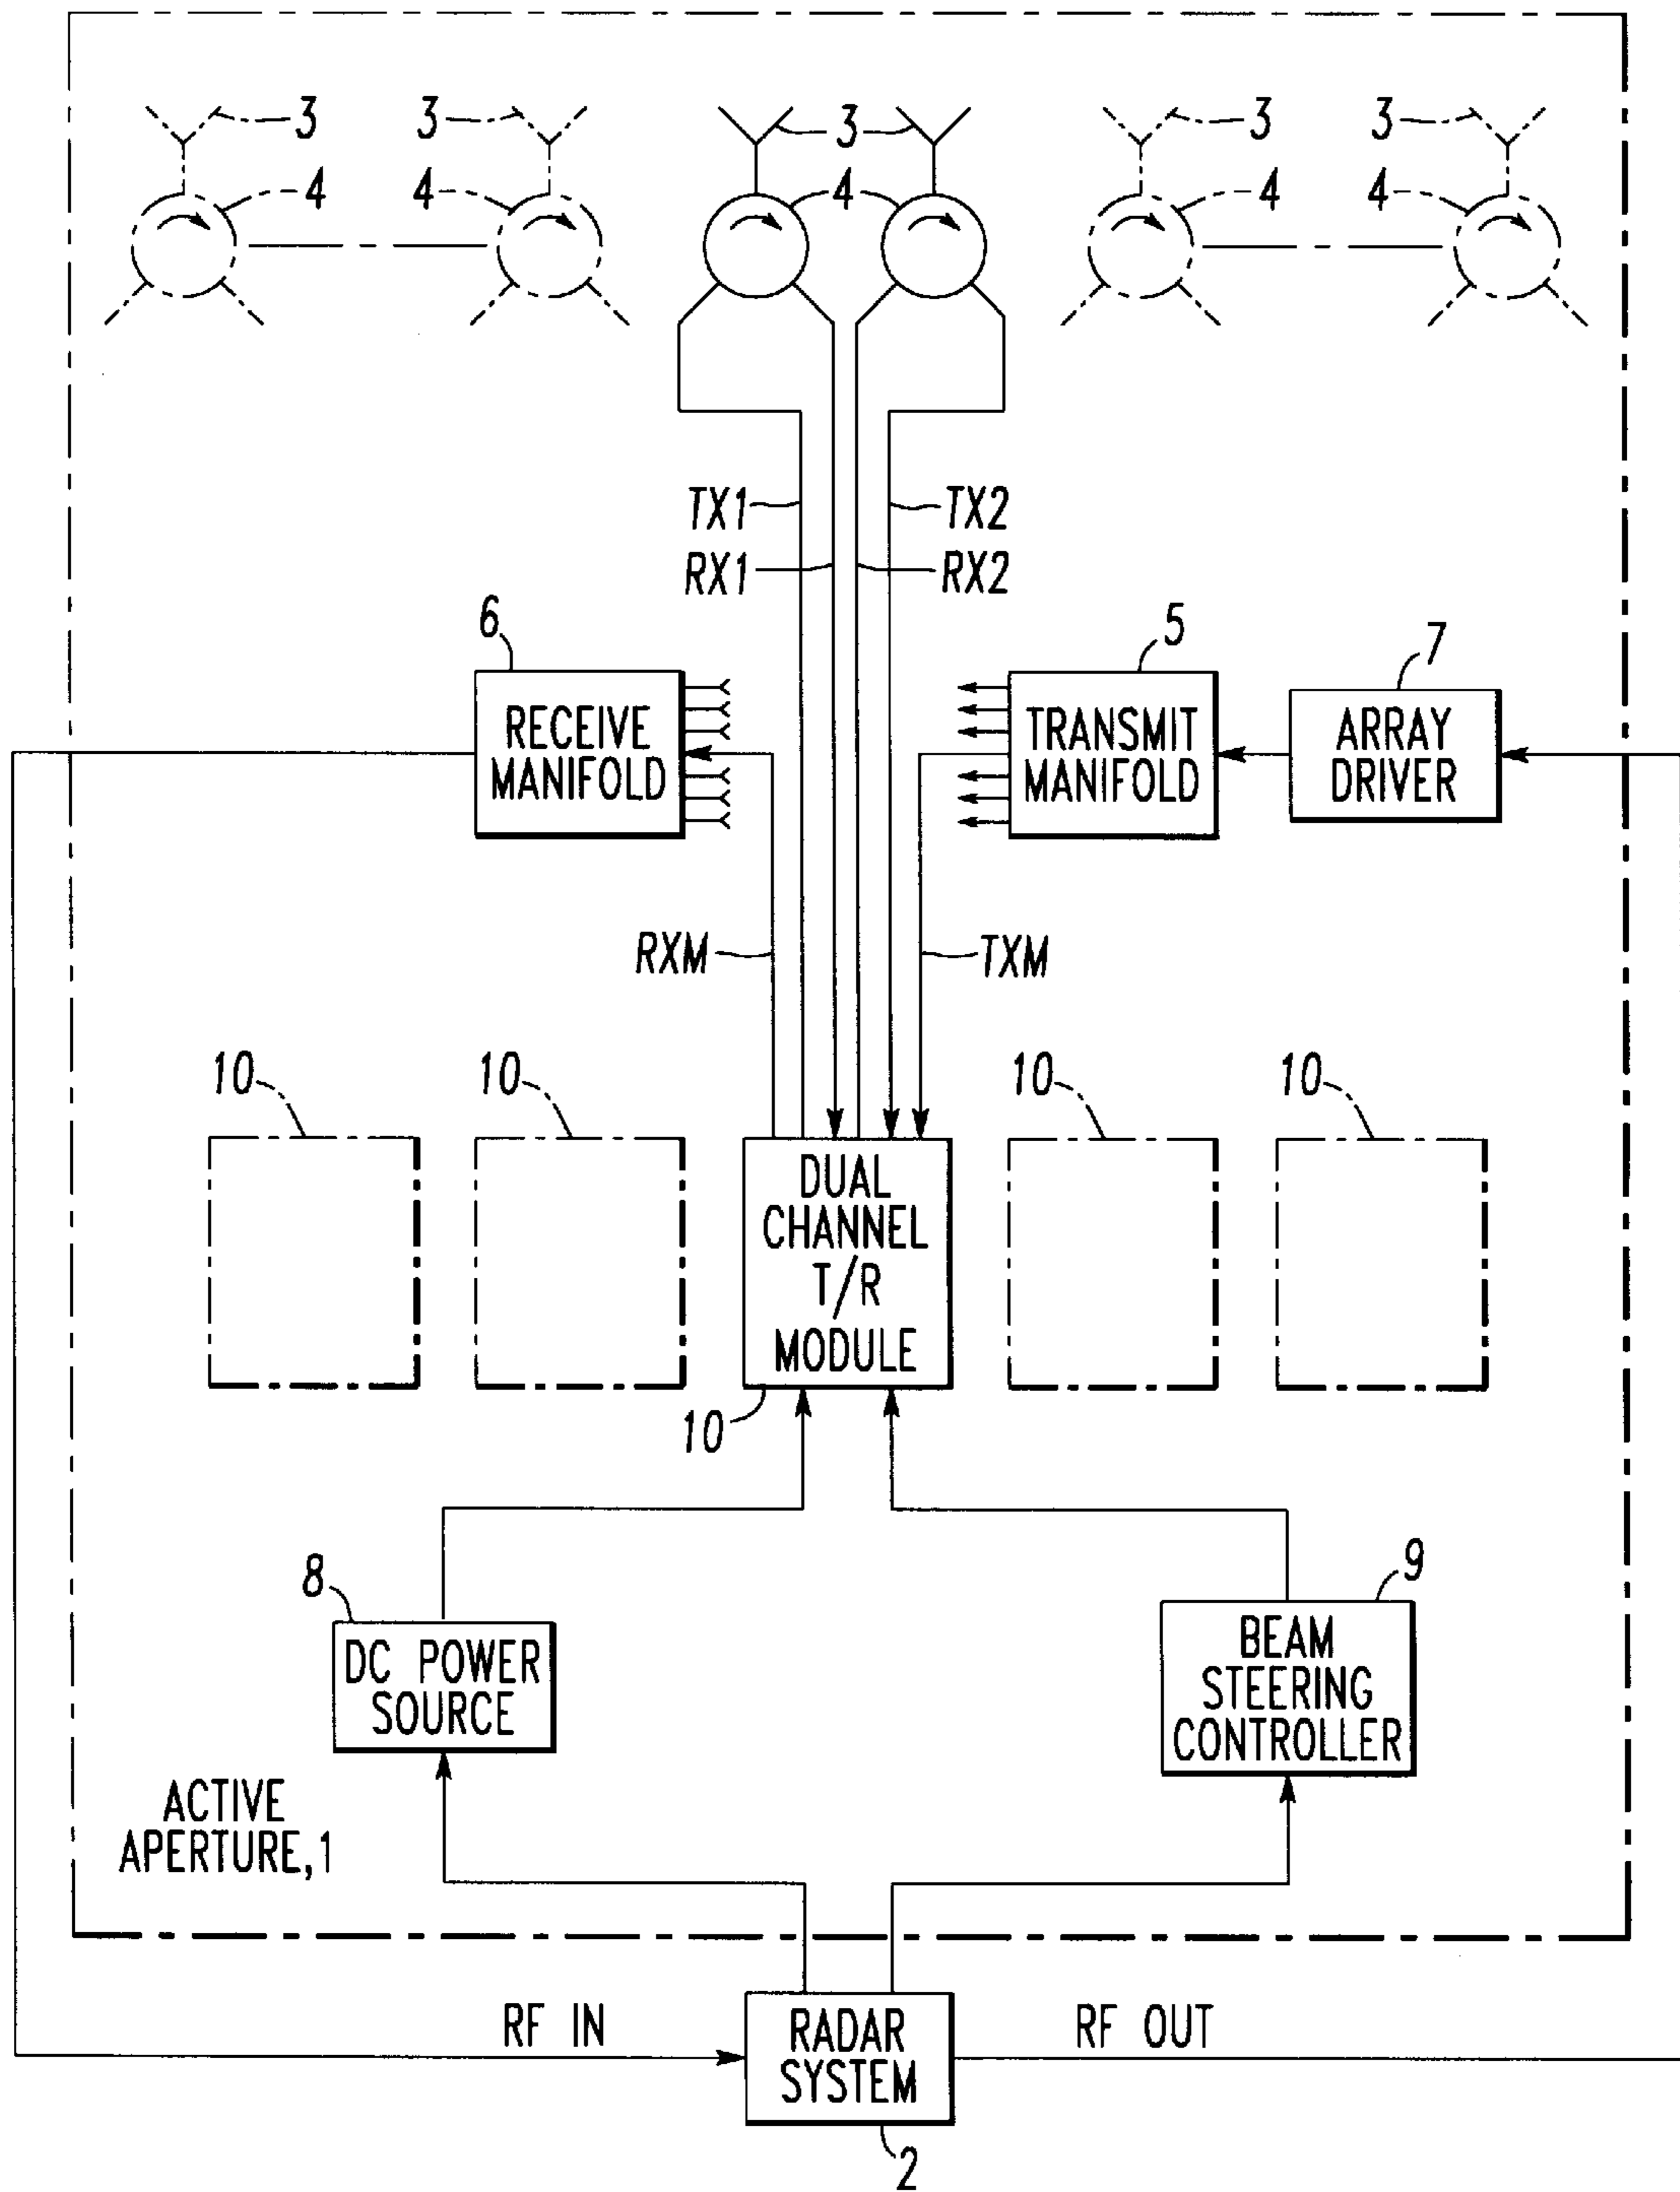 3 3 3 3 3
4 4 4 4 4
TX1 TX2
RX1 RX2
6 5 7
RECEIVE
MANIFOLD
TRANSMIT
MANIFOLD
ARRAY
DRIVER
RXM TXM
10 10 10 10
DUAL
CHANNEL
T/R
MODULE
10
8 9
DC POWER
SOURCE
BEAM
STEERING
CONTROLLER
ACTIVE
APERTURE,1
RF IN RF OUT
RADAR
SYSTEM
2